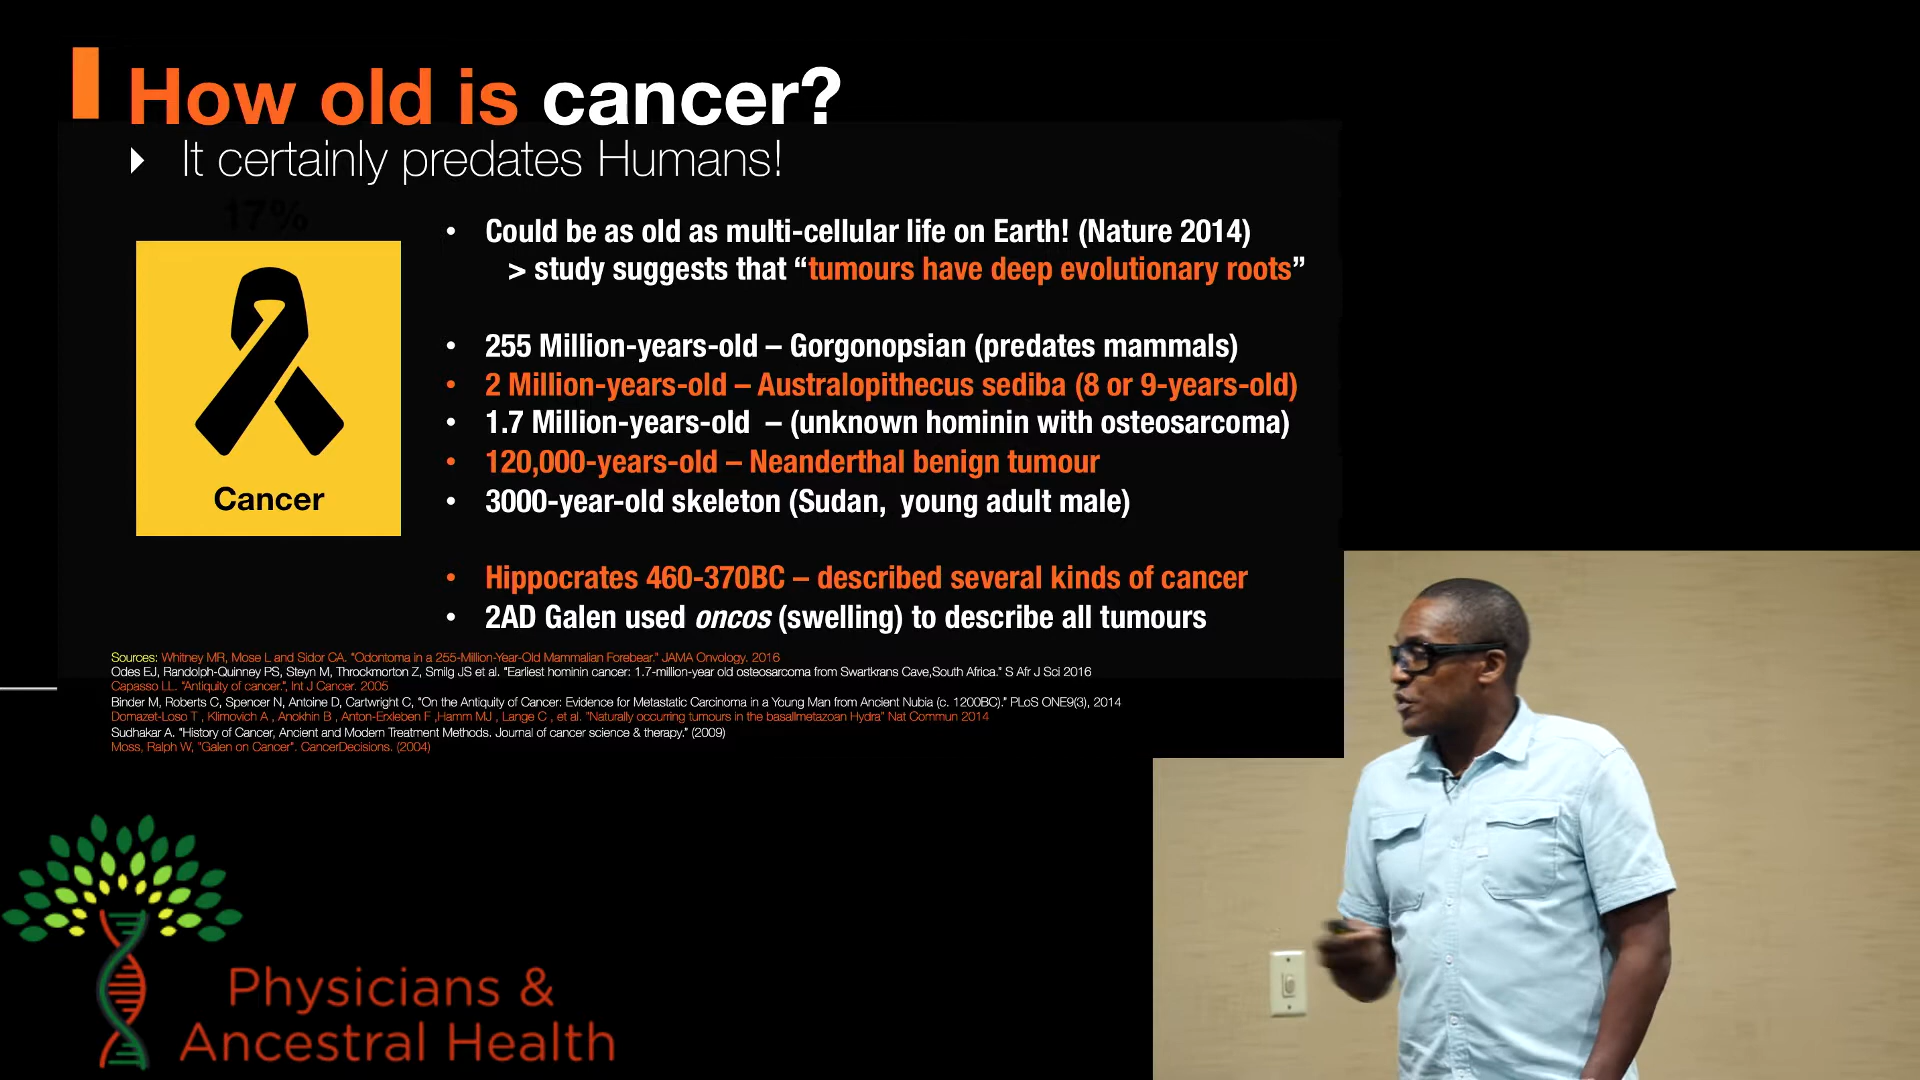 How old is cancer?
It certainly predates Humans!
17%
Cancer
• Could be as old as multi-cellular life on Earth! (Nature 2014)
> study suggests that “tumours have deep evolutionary roots”
• 255 Million-years-old – Gorgonopsian (predates mammals)
• 2 Million-years-old – Australopithecus sediba (8 or 9-years-old)
• 1.7 Million-years-old – (unknown hominin with osteosarcoma)
• 120,000-years-old – Neanderthal benign tumour
• 3000-year-old skeleton (Sudan, young adult male)
• Hippocrates 460-370BC – described several kinds of cancer
• 2AD Galen used oncos (swelling) to describe all tumours
Sources: Whitney MR, Mose L and Sidor CA. “Odontoma in a 255-Million-Year-Old Mammalian Forebear.” JAMA Onvology. 2016
Odes EJ, Randolph-Quinney PS, Steyn M, Throckmorton Z, Smilg JS et al. “Earliest hominin cancer: 1.7-million-year old osteosarcoma from Swartkrans Cave,South Africa.” S Afr J Sci 2016
Capasso LL. “Antiquity of cancer.”, Int J Cancer. 2005
Binder M, Roberts C, Spencer N, Antoine D, Cartwright C, “On the Antiquity of Cancer: Evidence for Metastatic Carcinoma in a Young Man from Ancient Nubia (c. 1200BC).” PLoS ONE9(3), 2014
Domazet-Loso T , Klimovich A , Anokhin B , Anton-Erxleben F ,Hamm MJ , Lange C , et al. “Naturally occurring tumours in the basallmetazoan Hydra” Nat Commun 2014
Sudhakar A. “History of Cancer, Ancient and Modern Treatment Methods. Journal of cancer science & therapy.” (2009)
Moss, Ralph W, “Galen on Cancer”. CancerDecisions. (2004)
Physicians &
Ancestral Health